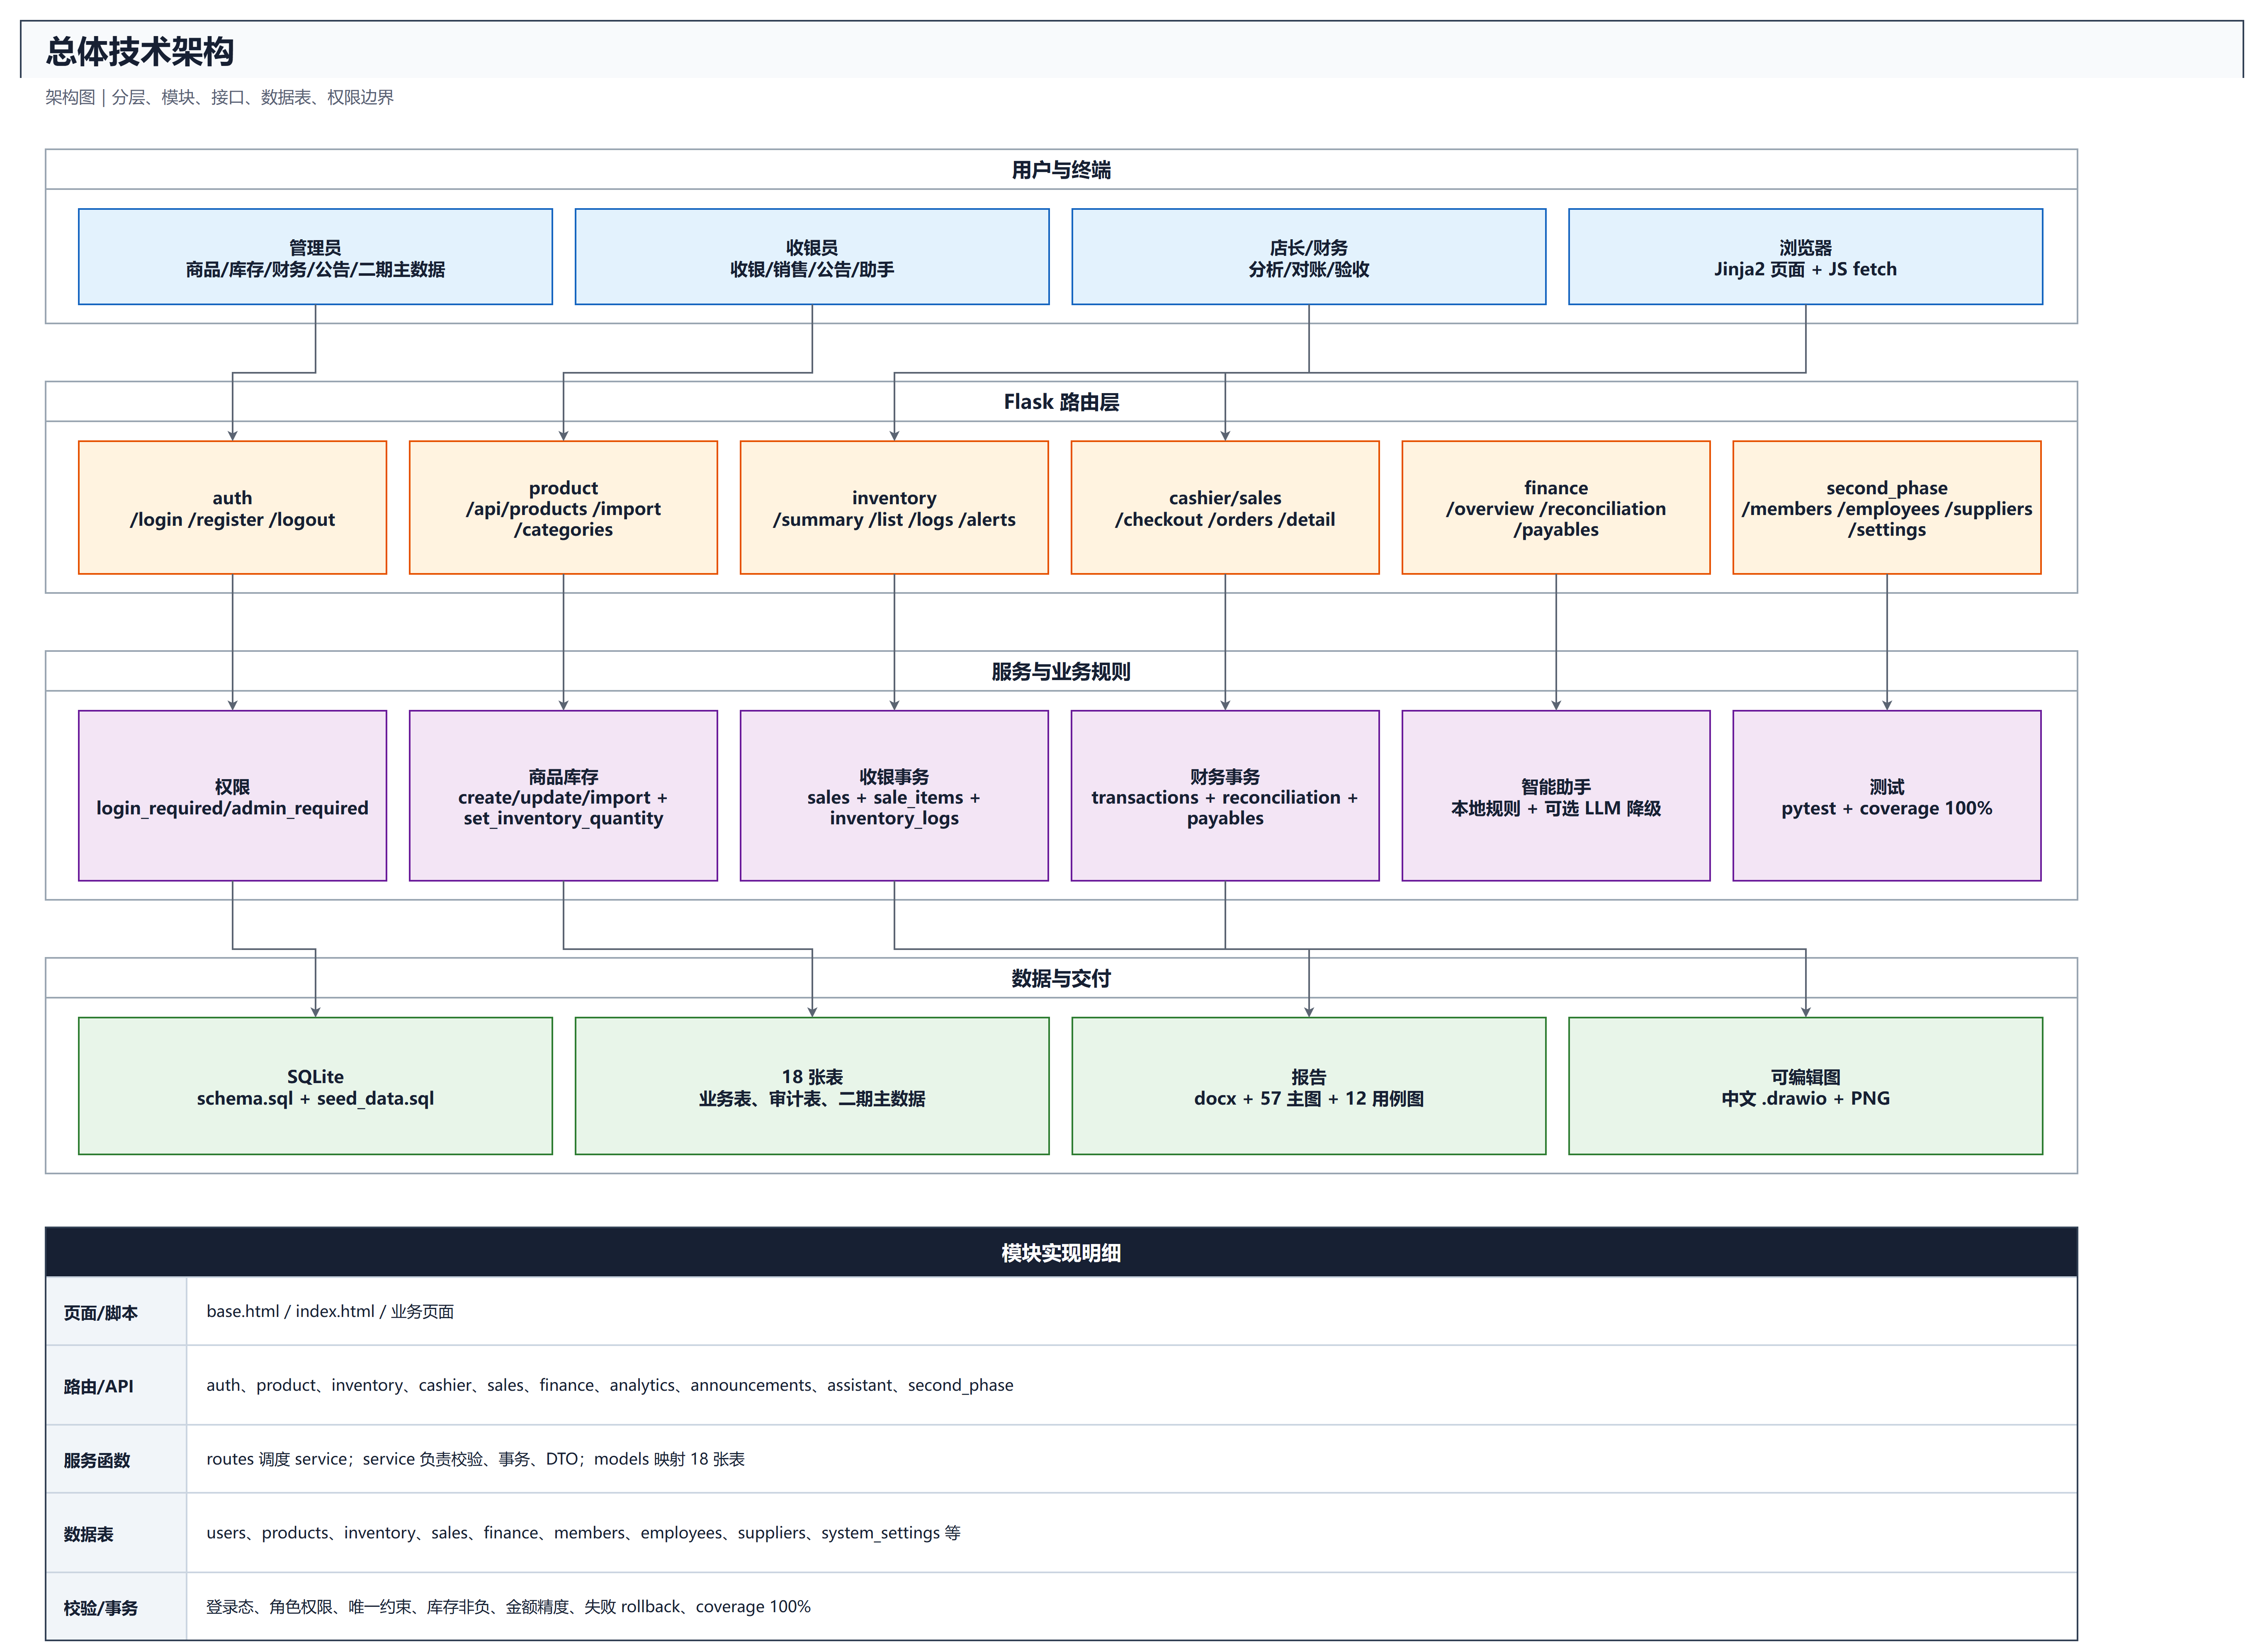 总体技术架构
架构图 | 分层、模块、接口、数据表、权限边界
用户与终端
管理员
商品/库存/财务/公告/二期主数据
收银员
收银/销售/公告/助手
店长/财务
分析/对账/验收
浏览器
Jinja2 页面 + JS fetch
Flask 路由层
auth
/login /register /logout
product
/api/products /import
/categories
inventory
/summary /list /logs /alerts
cashier/sales
/checkout /orders /detail
finance
/overview /reconciliation
/payables
second_phase
/members /employees /suppliers
/settings
服务与业务规则
权限
login_required/admin_required
商品库存
create/update/import +
set_inventory_quantity
收银事务
sales + sale_items +
inventory_logs
财务事务
transactions + reconciliation +
payables
智能助手
本地规则 + 可选 LLM 降级
测试
pytest + coverage 100%
数据与交付
SQLite
schema.sql + seed_data.sql
18 张表
业务表、审计表、二期主数据
报告
docx + 57 主图 + 12 用例图
可编辑图
中文 .drawio + PNG
模块实现明细
页面/脚本
base.html / index.html / 业务页面
路由/API
auth、product、inventory、cashier、sales、finance、analytics、announcements、assistant、second_phase
服务函数
routes 调度 service；service 负责校验、事务、DTO；models 映射 18 张表
数据表
users、products、inventory、sales、finance、members、employees、suppliers、system_settings 等
校验/事务
登录态、角色权限、唯一约束、库存非负、金额精度、失败 rollback、coverage 100%